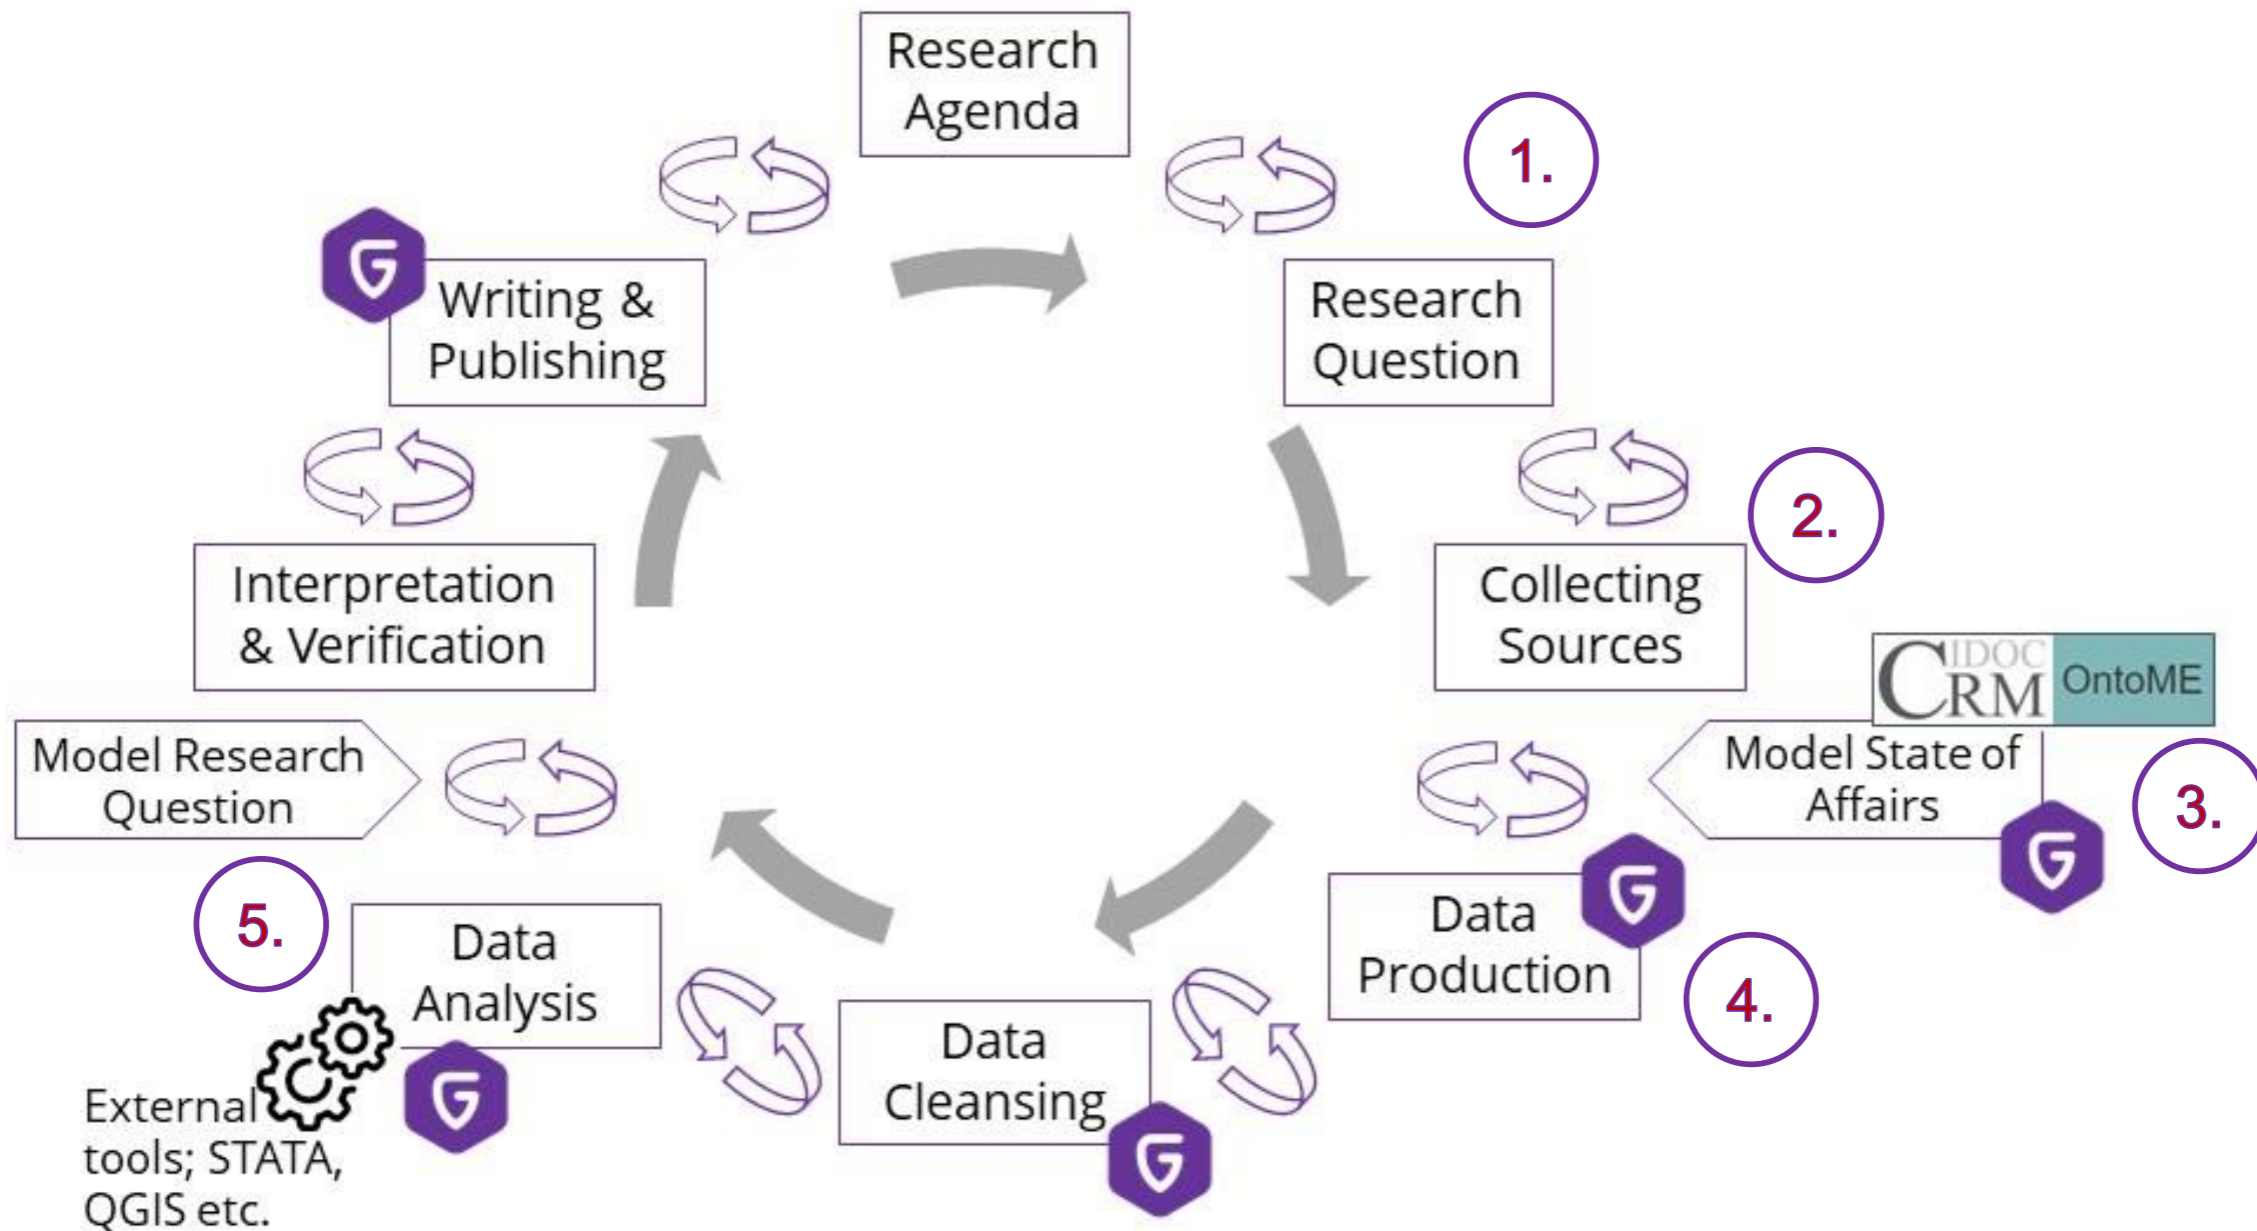 Research
Agenda
1.
Research
Question
2.
Collecting
Sources
CIDOC
CRM
OntoME
Model State of
Affairs
3.
Data
Production
4.
Data
Cleansing
Data
Analysis
5.
External
tools; STATA,
QGIS etc.
Model Research
Question
Interpretation
& Verification
Writing &
Publishing
G
G
G
G
G